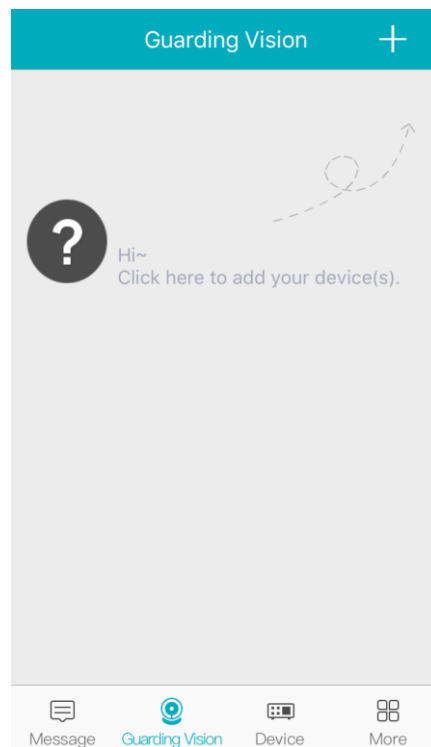 Guarding Vision
?
Hi~
Click here to add your device(s).
Message Guarding Vision Device More